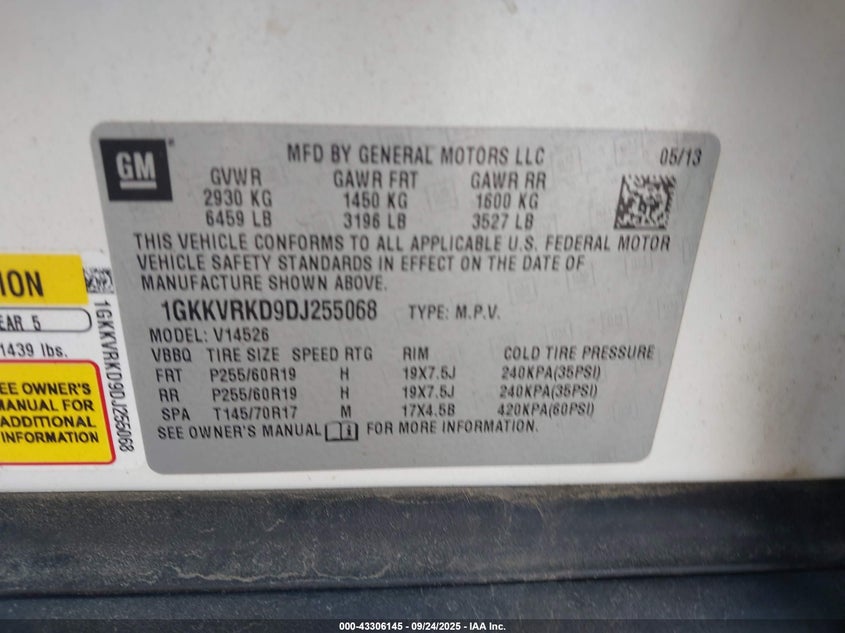 GM
MFD BY GENERAL MOTORS LLC 05/13
GVWR GAWR FRT GAWR RR
2930 KG 1450 KG 1600 KG
6459 LB 3196 LB 3527 LB
THIS VEHICLE CONFORMS TO ALL APPLICABLE U.S. FEDERAL MOTOR
VEHICLE SAFETY STANDARDS IN EFFECT ON THE DATE OF
MANUFACTURE SHOWN ABOVE.
1GKKVRKD9DJ255068 TYPE: M.P.V.
MODEL: V14526
VBBQ TIRE SIZE SPEED RTG RIM COLD TIRE PRESSURE
FRT P255/60R19 H 19X7.5J 240KPA(35PSI)
RR P255/60R19 H 19X7.5J 240KPA(35PSI)
SPA T145/70R17 M 17X4.5B 420KPA(60PSI)
SEE OWNER'S MANUAL FOR MORE INFORMATION.
EAR 5
1439 lbs.
SEE OWNER'S
MANUAL FOR
ADDITIONAL
INFORMATION
1GKKVRKD9DJ255068
000-43306145 - 09/24/2025 - IAA Inc.